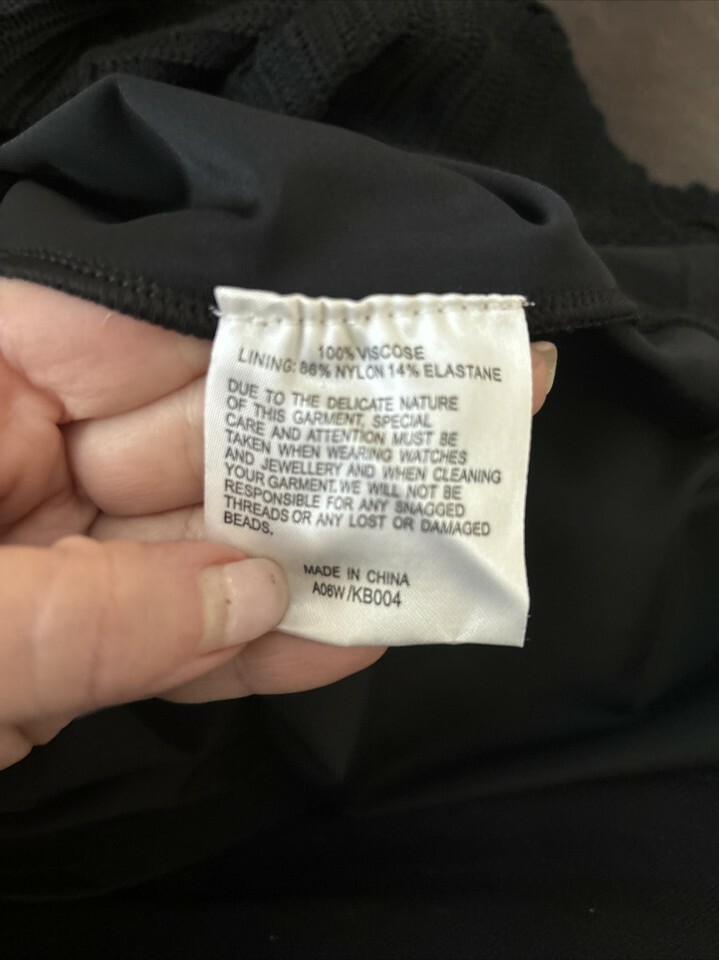 100% VISCOSE
LINING: 86% NYLON 14% ELASTANE
DUE TO THE DELICATE NATURE
OF THIS GARMENT, SPECIAL
CARE AND ATTENTION MUST BE
TAKEN WHEN WEARING WATCHES
AND JEWELLERY AND WHEN CLEANING
YOUR GARMENT. WE WILL NOT BE
RESPONSIBLE FOR ANY SNAGGED
THREADS OR ANY LOST OR DAMAGED
BEADS.
MADE IN CHINA
A06W/KB004